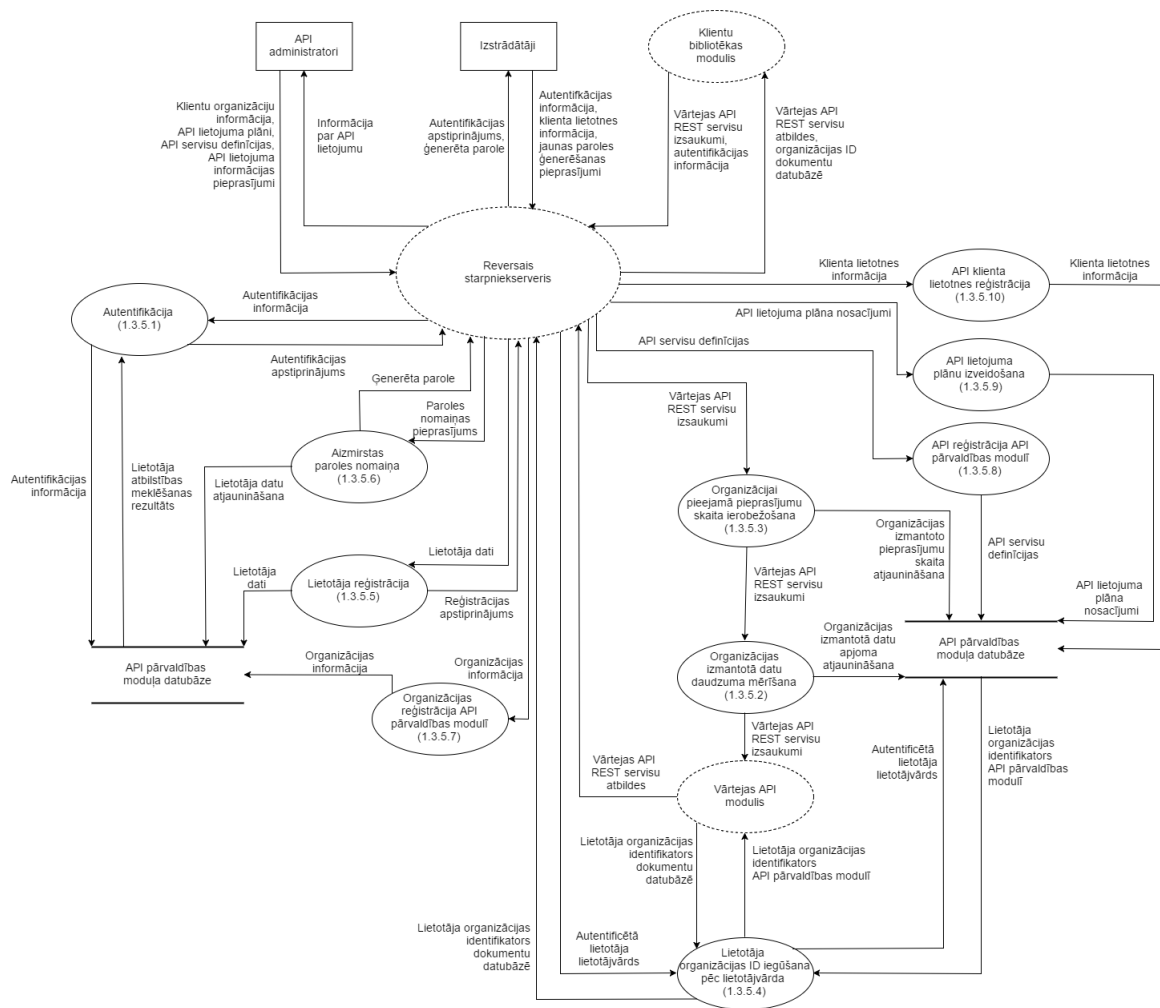 API
administratori
Izstrādātāji
Klientu
bibliotēkas
modulis
Klientu organizāciju
informācija,
API lietojuma plāni,
API servisu definīcijas,
API lietojuma
informācijas
pieprasījumi
Informācija
par API
lietojumu
Autentifikācijas
apstiprinājums,
ģenerēta parole
Autentifkācijas
informācija,
klienta lietotnes
informācija,
jaunas paroles
ģenerēšanas
pieprasījumi
Vārtejas API
REST servisu
izsaukumi,
autentifikācijas
informācija
Vārtejas API
REST servisu
atbildes,
organizācijas ID
dokumentu
datubāzē
Reversais
starpniekserveris
Klienta lietotnes
informācija
API klienta
lietotnes reģistrācija
(1.3.5.10)
Klienta lietotnes
informācija
Autentifikācija
(1.3.5.1)
Autentifikācijas
informācija
Autentifikācijas
apstiprinājums
API lietojuma plāna nosacījumi
API servisu definīcijas
API lietojuma
plānu izveidošana
(1.3.5.9)
Ģenerēta parole
Paroles
nomaiņas
pieprasījums
Vārtejas API
REST servisu
izsaukumi
API reģistrācija API
pārvaldības modulī
(1.3.5.8)
Aizmirstas
paroles nomaiņa
(1.3.5.6)
Autentifikācijas
informācija
Lietotāja
atbilstības
meklēšanas
rezultāts
Lietotāja datu
atjaunināšana
Organizācijai
pieejamā pieprasījumu
skaita ierobežošana
(1.3.5.3)
Organizācijas
izmantoto
pieprasījumu
skaita
atjaunināšana
API servisu
definīcijas
Lietotāja dati
Lietotāja
dati
Lietotāja reģistrācija
(1.3.5.5)
Reģistrācijas
apstiprinājums
Vārtejas API
REST servisu
izsaukumi
API lietojuma
plāna
nosacījumi
API pārvaldības
moduļa datubāze
Organizācijas
informācija
Organizācijas
informācija
Organizācijas
izmantotā datu
daudzuma mērīšana
(1.3.5.2)
Organizācijas
izmantotā datu
apjoma
atjaunināšana
API pārvaldības
moduļa datubāze
Organizācijas
reģistrācija API
pārvaldības modulī
(1.3.5.7)
Vārtejas API
REST servisu
izsaukumi
Vārtejas API
REST servisu
atbildes
Vārtejas API
modulis
Autentificētā
lietotāja
lietotājvārds
Lietotāja
organizācijas
identifikators
API pārvaldības
modulī
Lietotāja organizācijas
identifikators
dokumentu
datubāzē
Lietotāja organizācijas
identifikators
API pārvaldības modulī
Lietotāja organizācijas
identifikators
dokumentu
datubāzē
Autentificētā
lietotāja
lietotājvārds
Lietotāja
organizācijas ID iegūšana
pēc lietotājvārda
(1.3.5.4)